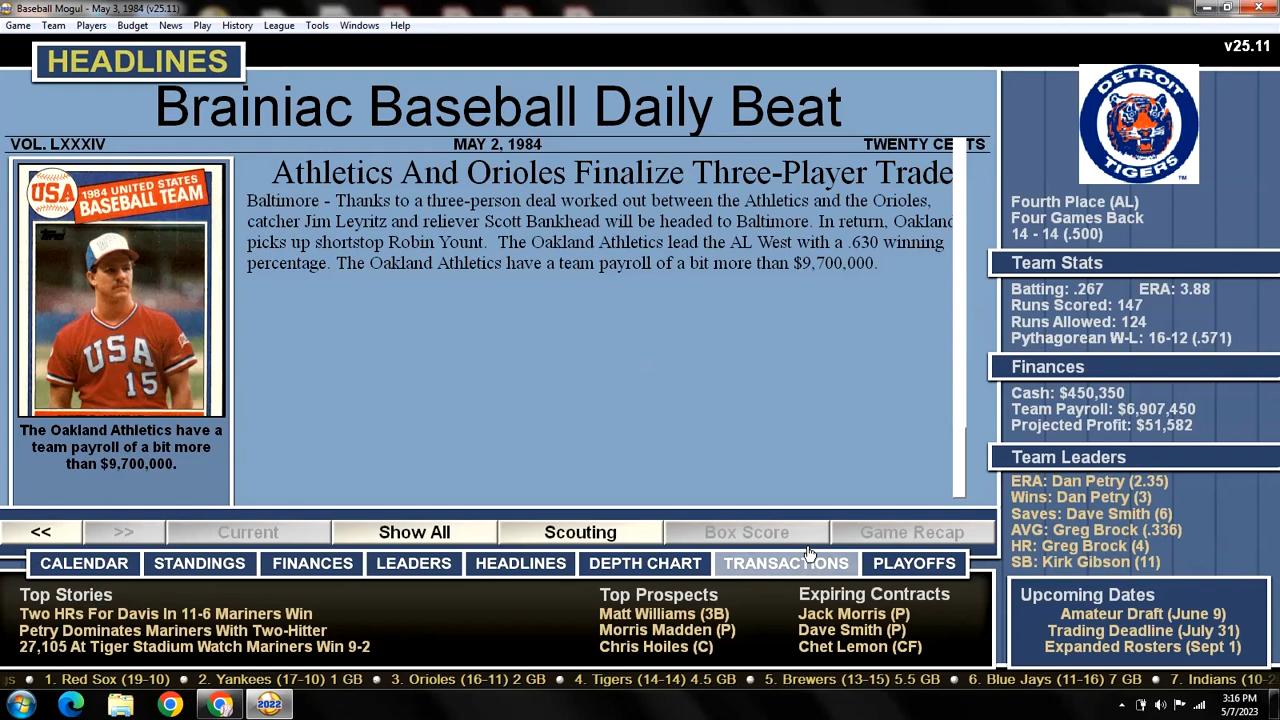 Baseball Mogul - May 3, 1984 (v25.11)
Game Team Players Budget News Play History League Tools Windows Help
HEADLINES
v25.11
Brainiac Baseball Daily Beat
VOL. LXXXIV MAY 2, 1984 TWENTY CE TS
USA 1984 UNITED STATES BASEBALL TEAM
Topps
USA
15
The Oakland Athletics have a
team payroll of a bit more
than $9,700,000.
Athletics And Orioles Finalize Three-Player Trade
Baltimore - Thanks to a three-person deal worked out between the Athletics and the Orioles,
catcher Jim Leyritz and reliever Scott Bankhead will be headed to Baltimore. In return, Oakland
picks up shortstop Robin Yount. The Oakland Athletics lead the AL West with a .630 winning
percentage. The Oakland Athletics have a team payroll of a bit more than $9,700,000.
DETROIT
TIGERS
Fourth Place (AL)
Four Games Back
14 - 14 (.500)
Team Stats
Batting: .267 ERA: 3.88
Runs Scored: 147
Runs Allowed: 124
Pythagorean W-L: 16-12 (.571)
Finances
Cash: $450,350
Team Payroll: $6,907,450
Projected Profit: $51,582
Team Leaders
ERA: Dan Petry (2.35)
Wins: Dan Petry (3)
Saves: Dave Smith (6)
AVG: Greg Brock (.336)
HR: Greg Brock (4)
SB: Kirk Gibson (11)
<< >> Current Show All Scouting Box Score Game Recap
CALENDAR STANDINGS FINANCES LEADERS HEADLINES DEPTH CHART TRANSACTIONS PLAYOFFS
Top Stories
Two HRs For Davis In 11-6 Mariners Win
Petry Dominates Mariners With Two-Hitter
27,105 At Tiger Stadium Watch Mariners Win 9-2
Top Prospects
Matt Williams (3B)
Morris Madden (P)
Chris Hoiles (C)
Expiring Contracts
Jack Morris (P)
Dave Smith (P)
Chet Lemon (CF)
Upcoming Dates
Amateur Draft (June 9)
Trading Deadline (July 31)
Expanded Rosters (Sept 1)
gs • 1. Red Sox (19-10) • 2. Yankees (17-10) 1 GB • 3. Orioles (16-11) 2 GB • 4. Tigers (14-14) 4.5 GB • 5. Brewers (13-15) 5.5 GB • 6. Blue Jays (11-16) 7 GB • 7. Indians (10-2
2022
3:16 PM
5/7/2023